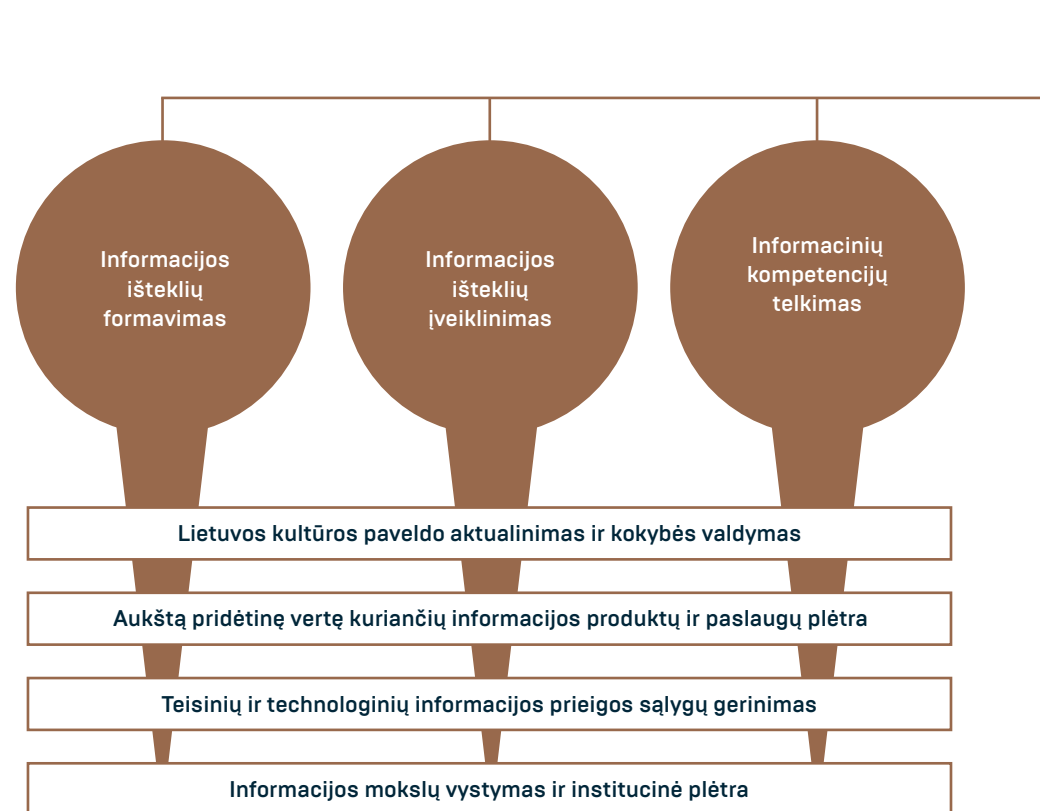 Informacijos
išteklių
formavimas
Informacijos
išteklių
įveiklinimas
Informacinių
kompetencijų
telkimas
Lietuvos kultūros paveldo aktualinimas ir kokybės valdymas
Aukštą pridėtinę vertę kuriančių informacijos produktų ir paslaugų plėtra
Teisinių ir technologinių informacijos prieigos sąlygų gerinimas
Informacijos mokslų vystymas ir institucinė plėtra